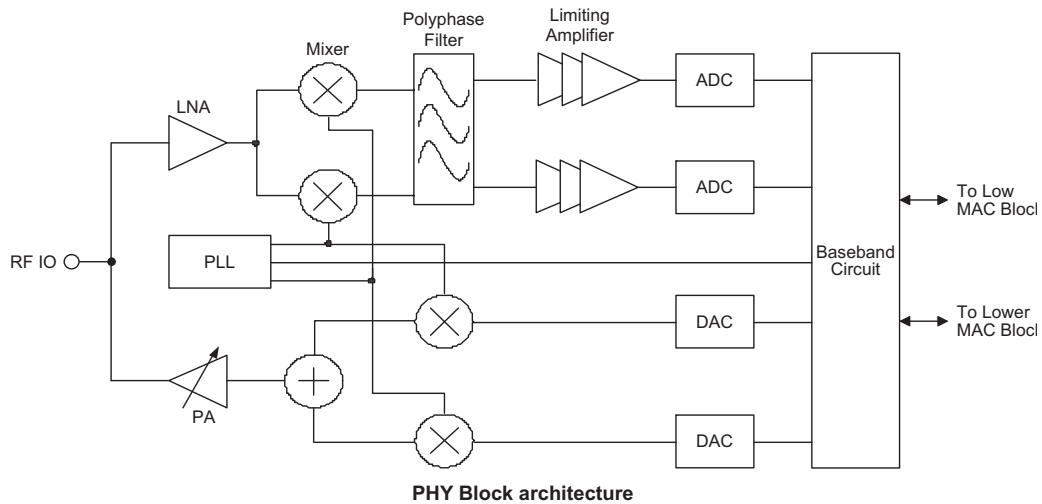 Polyphase
Filter
Limiting
Amplifier
Mixer
LNA
ADC
ADC
To Low
MAC Block
RF IO
PLL
Baseband
Circuit
DAC
To Lower
MAC Block
PA
DAC
PHY Block architecture